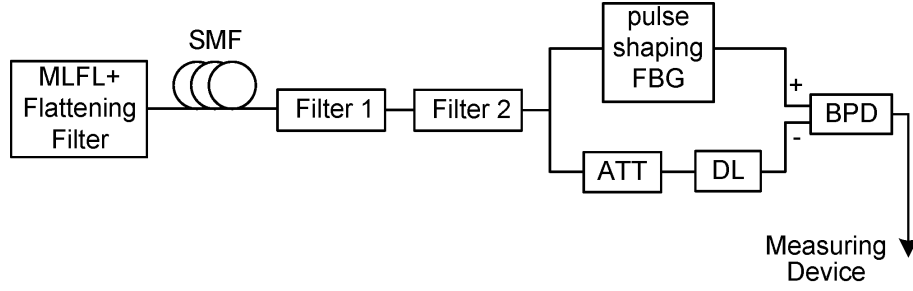 MLFL+
Flattening
Filter
SMF
Filter 1
Filter 2
pulse
shaping
FBG
ATT
DL
+
-
BPD
Measuring
Device